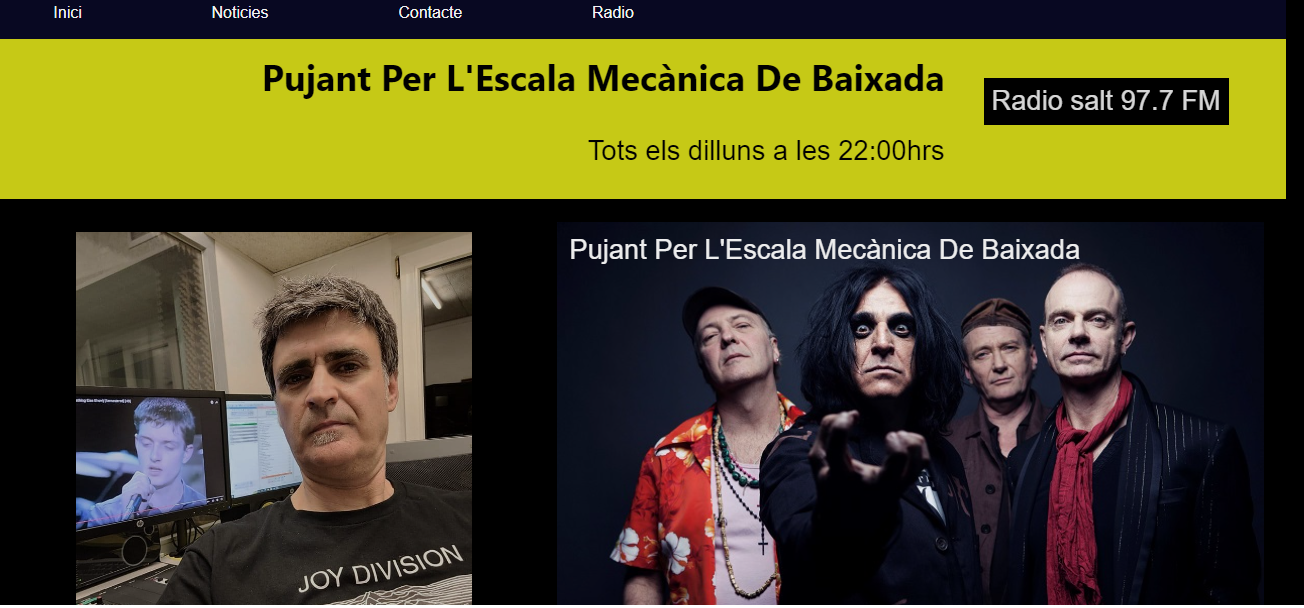 Inici
Noticies
Contacte
Radio
Pujant Per L'Escala Mecànica De Baixada
Radio salt 97.7 FM
Tots els dilluns a les 22:00hrs
Pujant Per L'Escala Mecànica De Baixada
JOY DIVISION